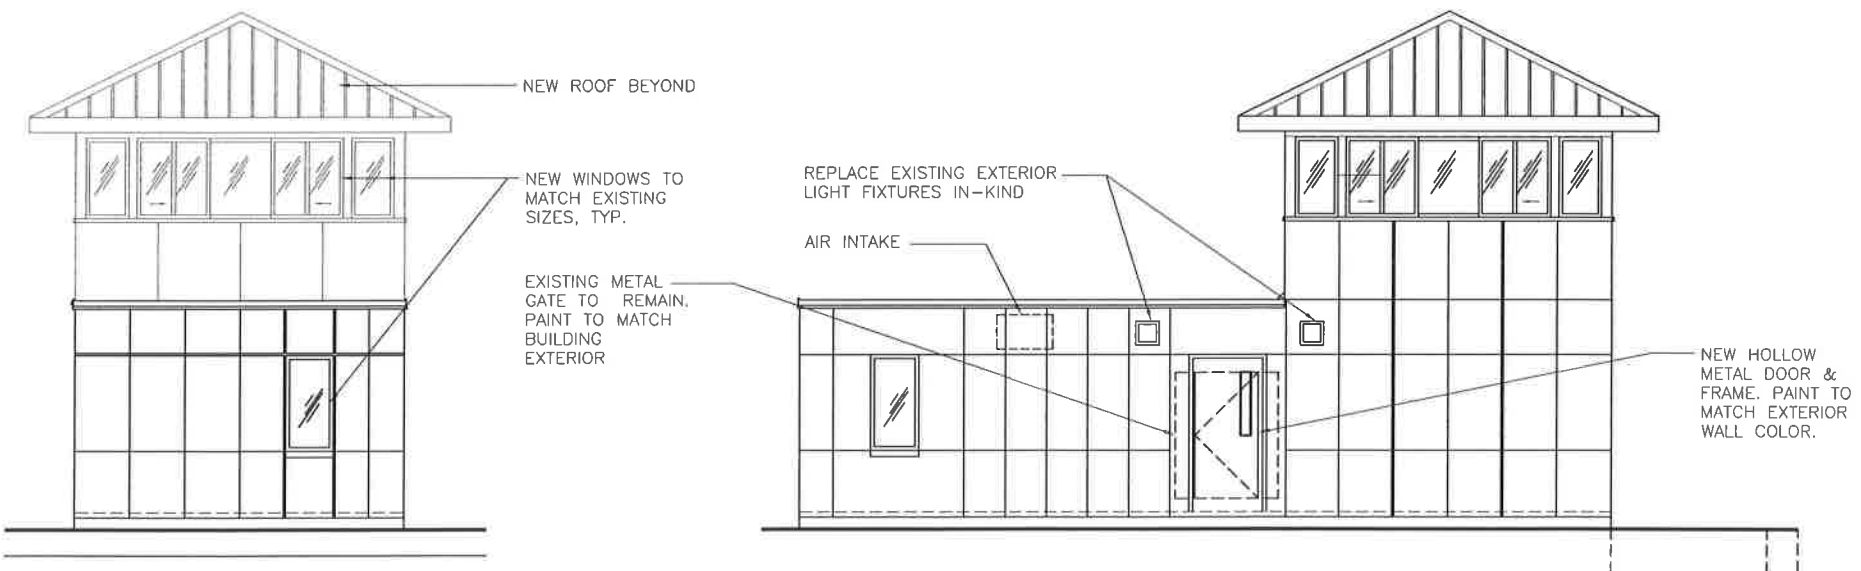 NEW ROOF BEYOND
NEW WINDOWS TO
MATCH EXISTING
SIZES, TYP.
EXISTING METAL
GATE TO REMAIN.
PAINT TO MATCH
BUILDING
EXTERIOR
REPLACE EXISTING EXTERIOR
LIGHT FIXTURES IN-KIND
AIR INTAKE
NEW HOLLOW
METAL DOOR &
FRAME. PAINT TO
MATCH EXTERIOR
WALL COLOR.